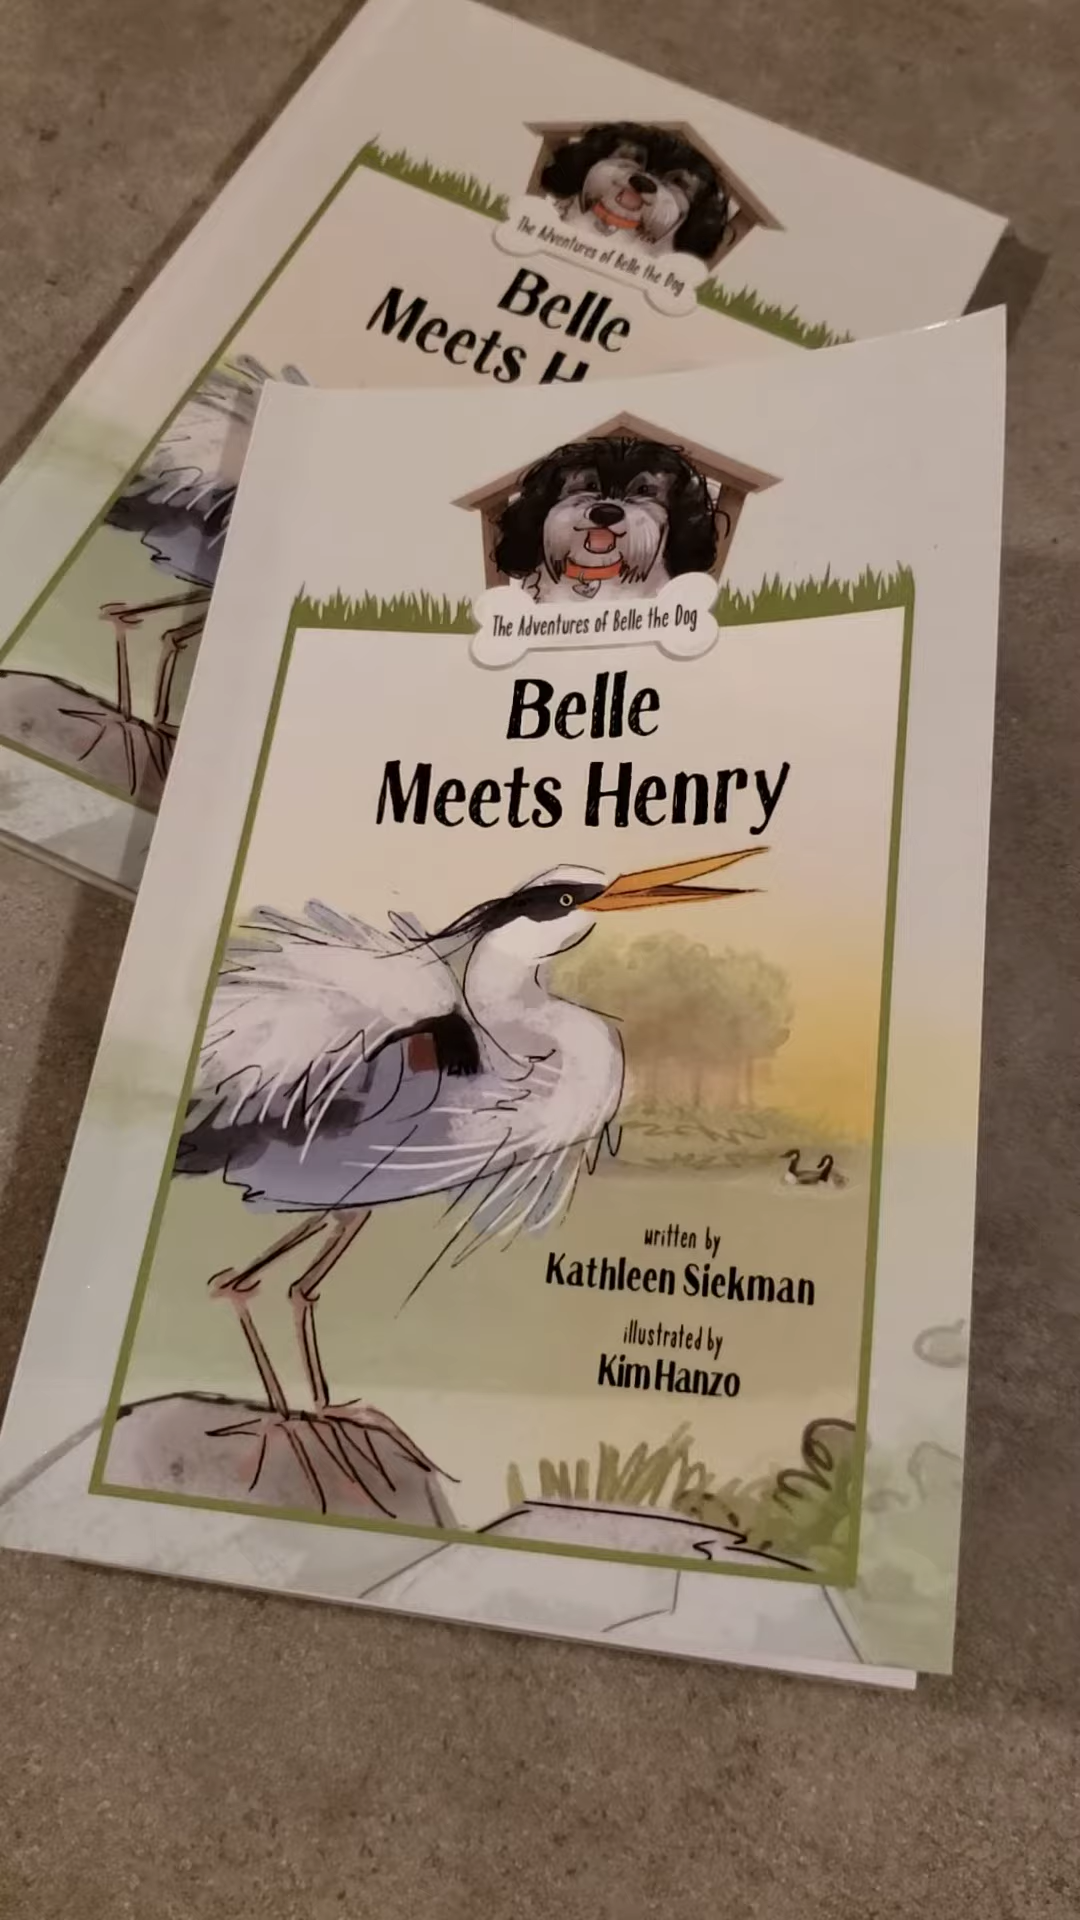 The Adventures of Belle the Dog
Belle
Meets H
The Adventures of Belle the Dog
Belle
Meets Henry
written by
Kathleen Siekman
illustrated by
Kim Hanzo